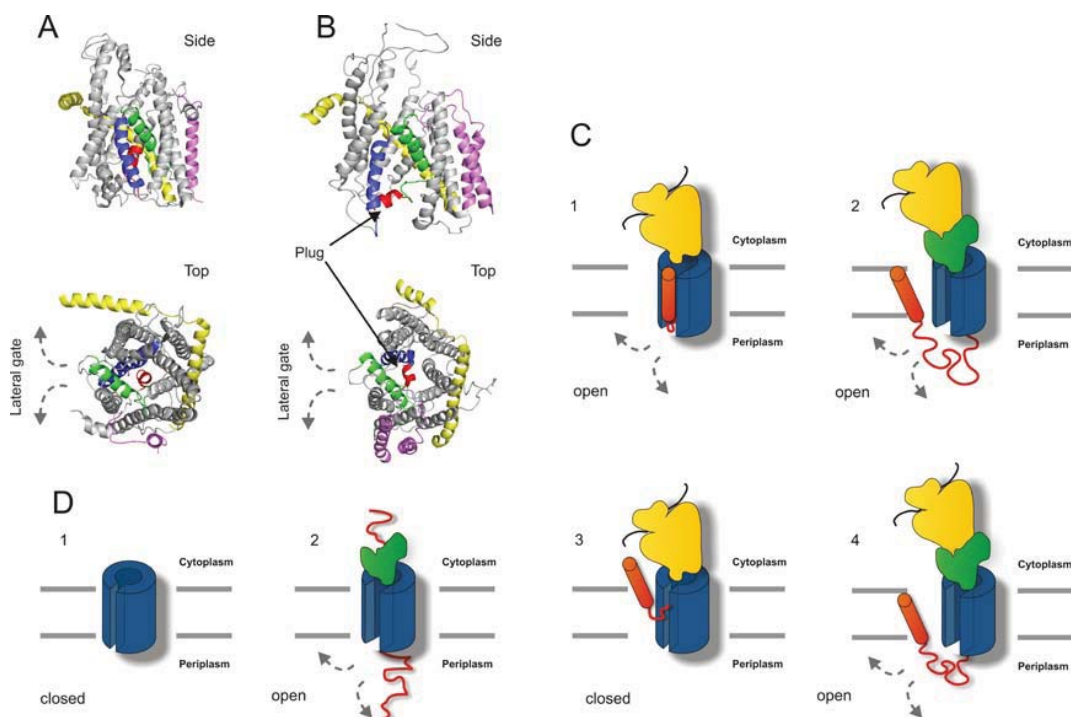 A
Side
B
Side
Plug
Top
Top
Lateral gate
Lateral gate
C
1
Cytoplasm
Periplasm
open
2
Cytoplasm
Periplasm
open
D
1
Cytoplasm
Periplasm
closed
2
Cytoplasm
Periplasm
open
3
Cytoplasm
Periplasm
closed
4
Cytoplasm
Periplasm
open